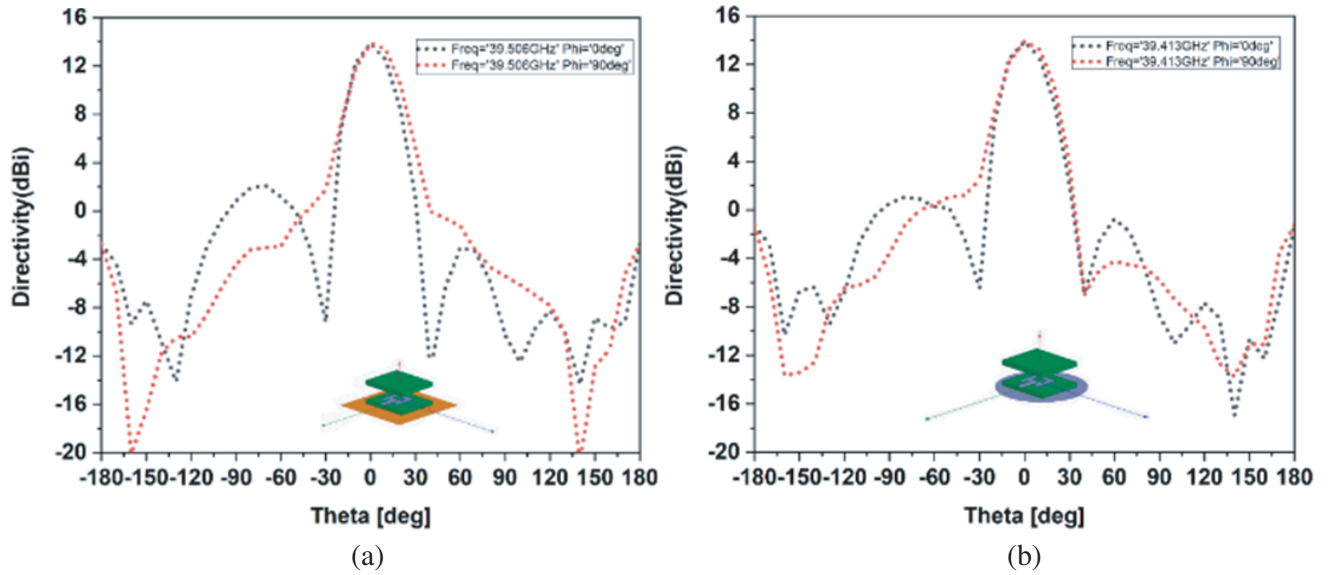 16
12
8
4
0
-4
-8
-12
-16
-20
Directivity(dBi)
Freq='39.506GHz' Phi='0deg'
Freq='39.506GHz' Phi='90deg'
-180 -150 -120 -90 -60 -30 0 30 60 90 120 150 180
Theta [deg]
(a)
16
12
8
4
0
-4
-8
-12
-16
-20
Directivity(dBi)
Freq='39.413GHz' Phi='0deg'
Freq='39.413GHz' Phi='90deg'
-180 -150 -120 -90 -60 -30 0 30 60 90 120 150 180
Theta [deg]
(b)